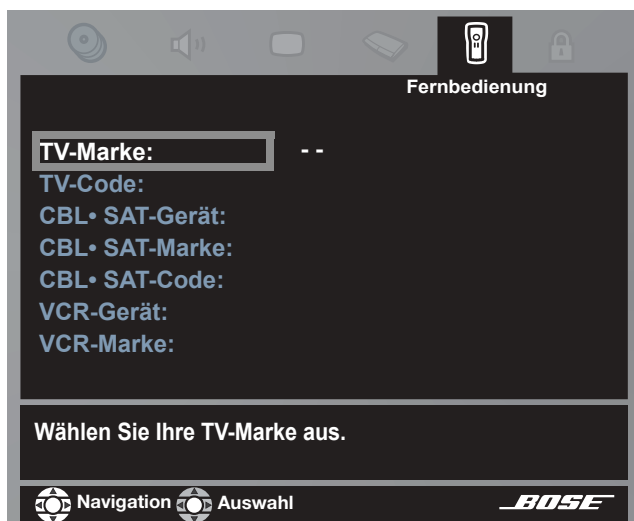 Fernbedienung
TV-Marke: - -
TV-Code:
CBL• SAT-Gerät:
CBL• SAT-Marke:
CBL• SAT-Code:
VCR-Gerät:
VCR-Marke:
Wählen Sie Ihre TV-Marke aus.
Navigation Auswahl BOSE